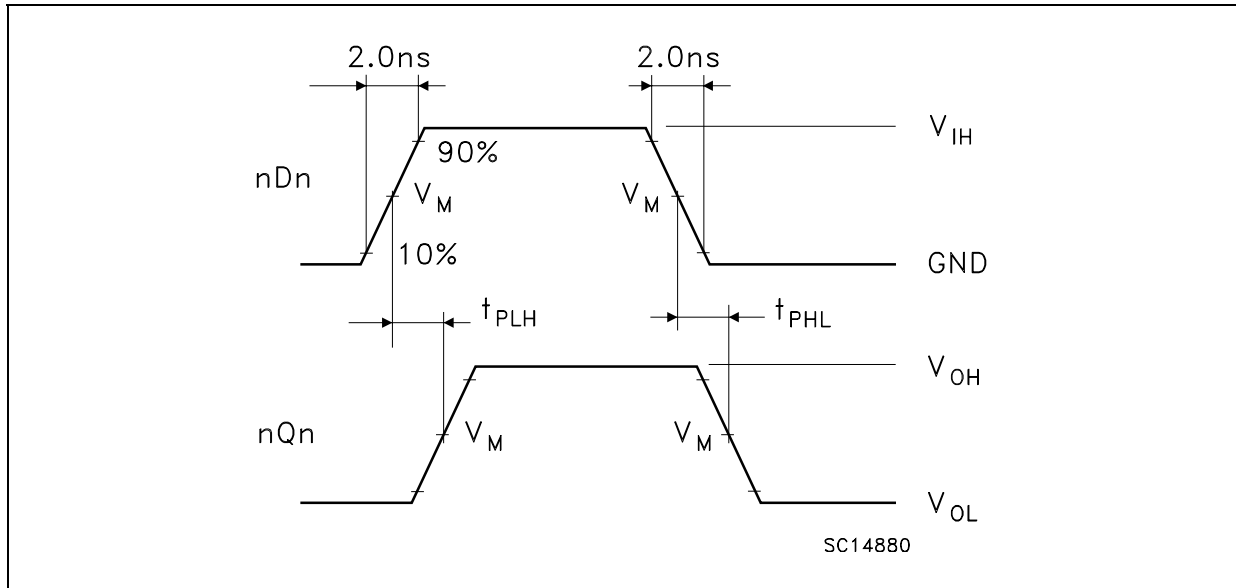 2.0ns 2.0ns
V_IH
90%
nDn V_M V_M
10%
GND
t_PLH t_PHL
V_OH
nQn V_M V_M
V_OL
SC14880